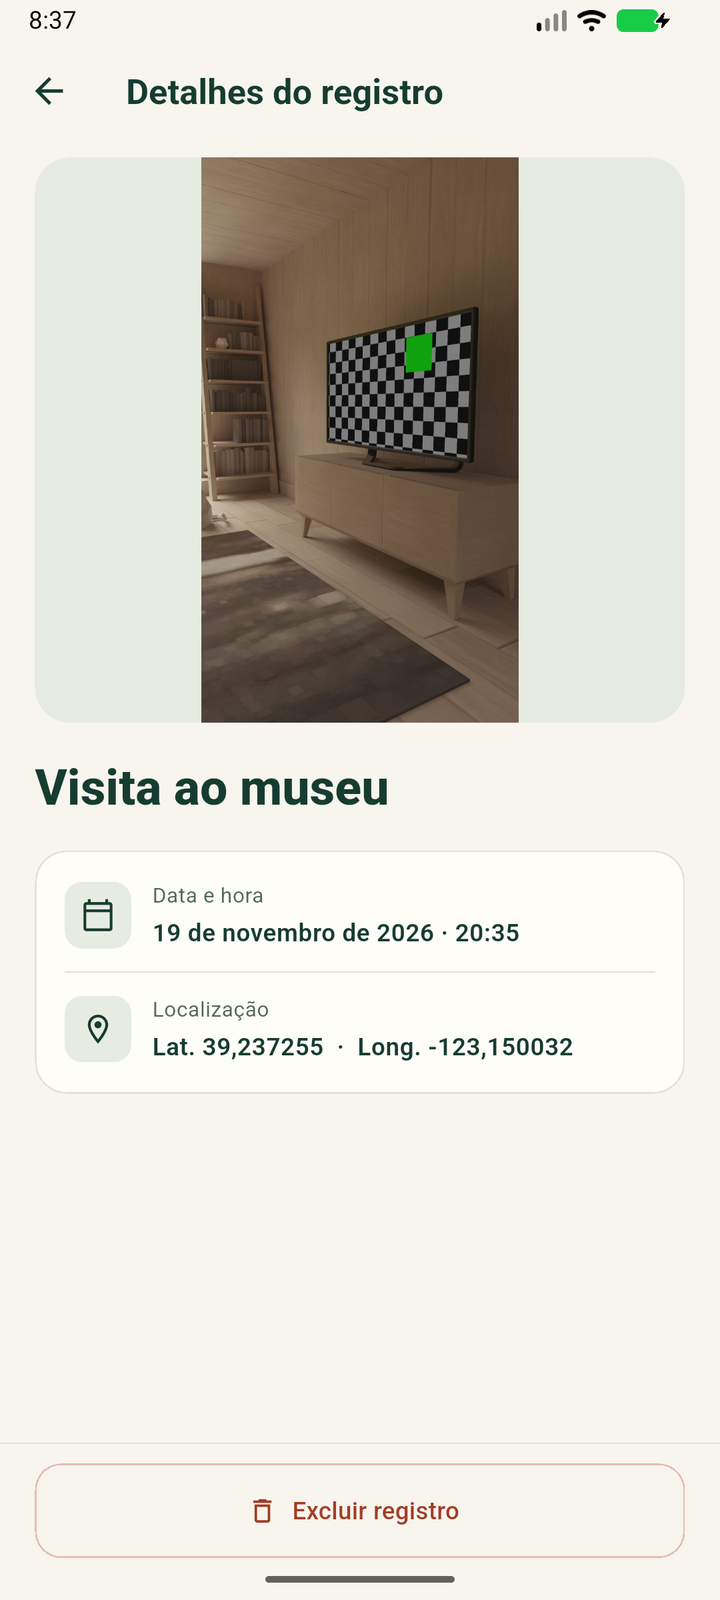 8:37
Detalhes do registro
Visita ao museu
Data e hora
19 de novembro de 2026 · 20:35
Localização
Lat. 39,237255 · Long. -123,150032
Excluir registro